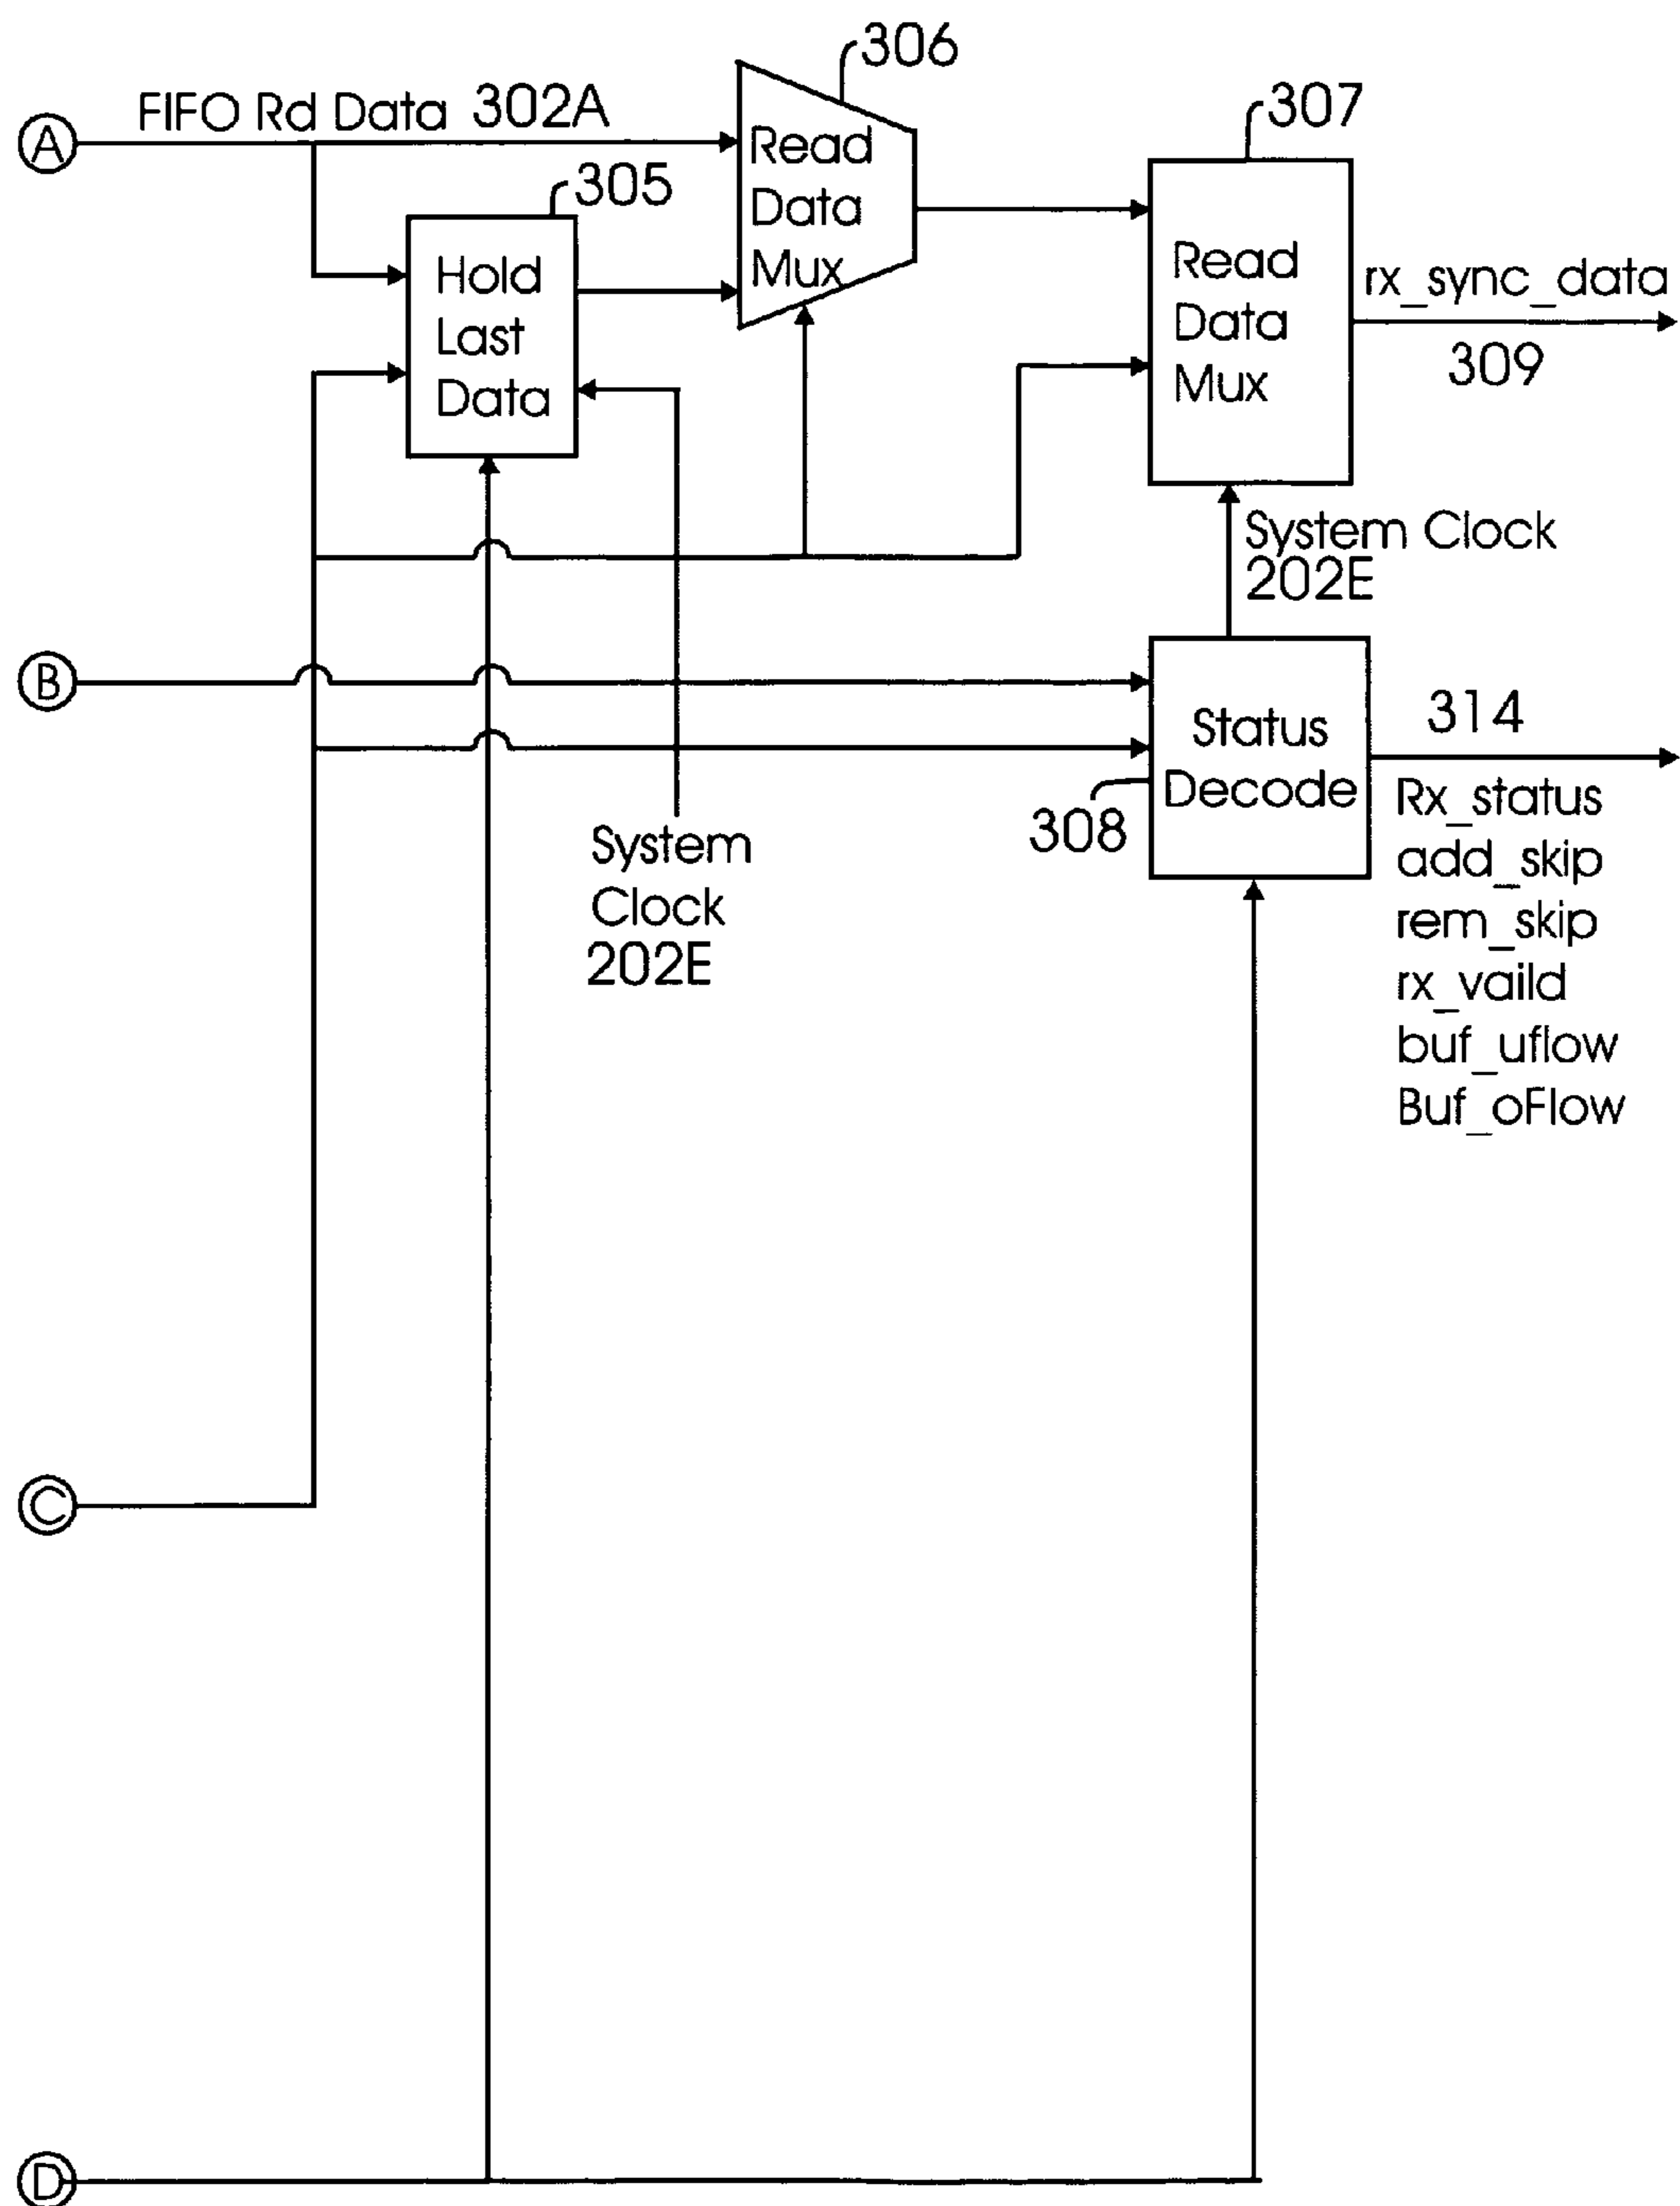 306
A
FIFO Rd Data 302A
305
Read
Data
Mux
307
Hold
Last
Data
Read
Data
Mux
rx_sync_data
309
System Clock
202E
B
Status
Decode
308
314
Rx_status
add_skip
rem_skip
rx_vaild
buf_uflow
Buf_oFlow
System
Clock
202E
C
D